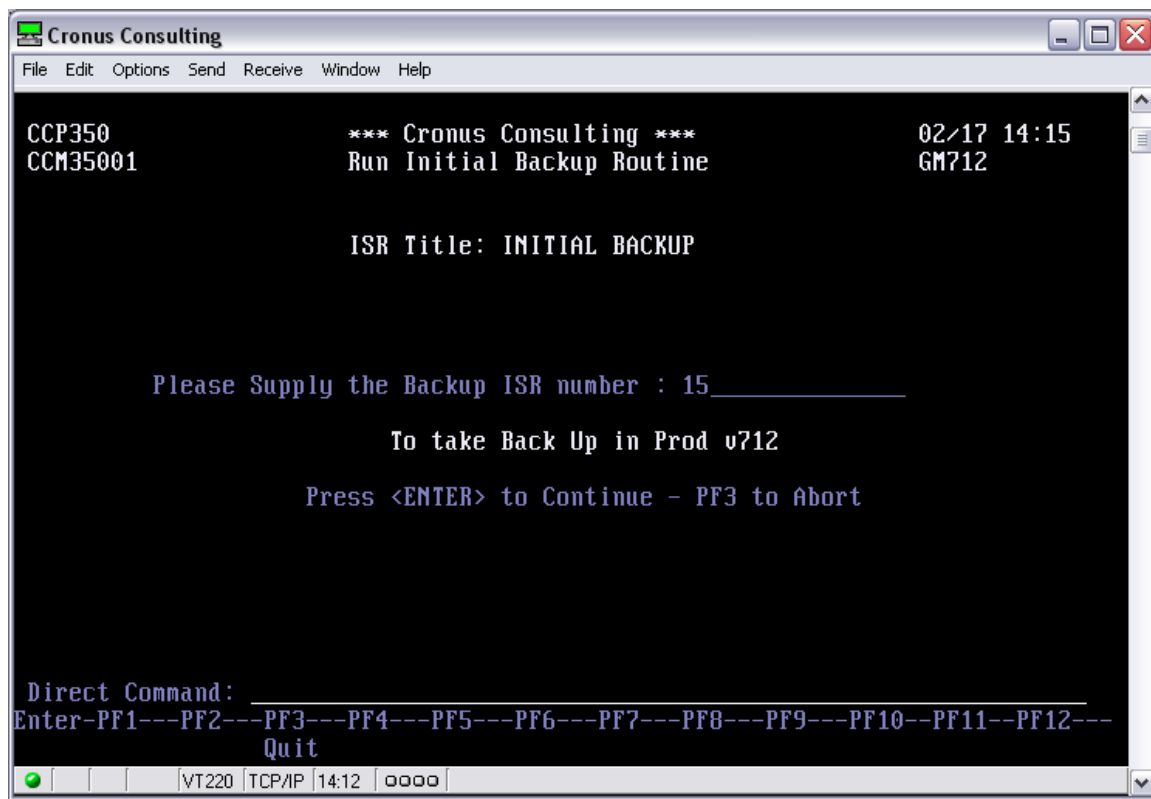 Cronus Consulting
File Edit Options Send Receive Window Help
CCP350 *** Cronus Consulting *** 02/17 14:15
CCM35001 Run Initial Backup Routine GM712
ISR Title: INITIAL BACKUP
Please Supply the Backup ISR number : 15_______________
To take Back Up in Prod v712
Press <ENTER> to Continue - PF3 to Abort
Direct Command: ____________________________________________________________
Enter-PF1---PF2---PF3---PF4---PF5---PF6---PF7---PF8---PF9---PF10--PF11--PF12---
Quit
VT220 TCP/IP 14:12 oooo